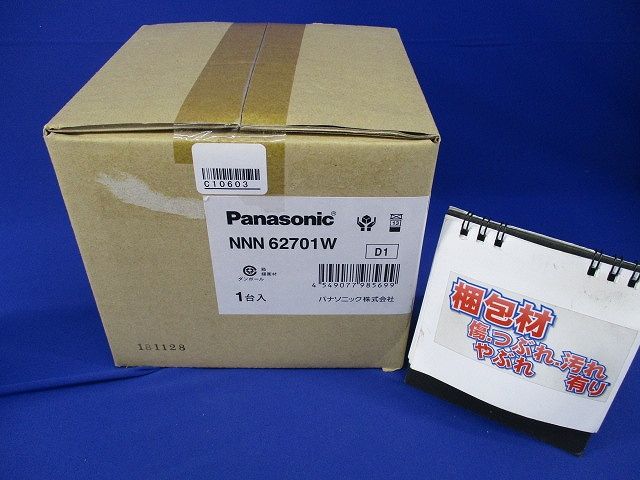 C10603
Panasonic®
NNN 62701W
D1
ダンボール
1台入
4549077985699
パナソニック株式会社
181128
梱包材
傷.つぶれ.汚れ
やぶれ
有り